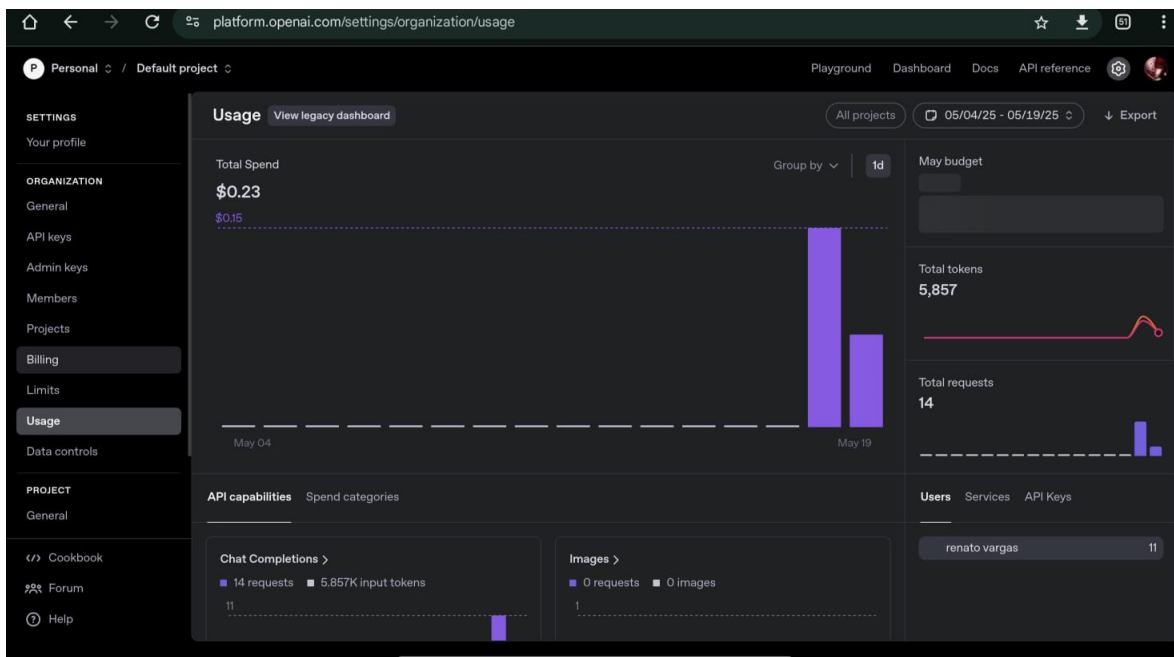 platform.openai.com/settings/organization/usage
51
P Personal / Default project
Playground Dashboard Docs API reference
SETTINGS
Your profile
ORGANIZATION
General
API keys
Admin keys
Members
Projects
Billing
Limits
Usage
Data controls
PROJECT
General
Cookbook
Forum
Help
Usage View legacy dashboard
All projects 05/04/25 - 05/19/25 Export
Total Spend
Group by 1d
$0.23
$0.15
May 04 May 19
May budget
Total tokens
5,857
Total requests
14
API capabilities Spend categories
Chat Completions >
14 requests 5.857K input tokens
11
Images >
0 requests 0 images
1
Users Services API Keys
renato vargas 11